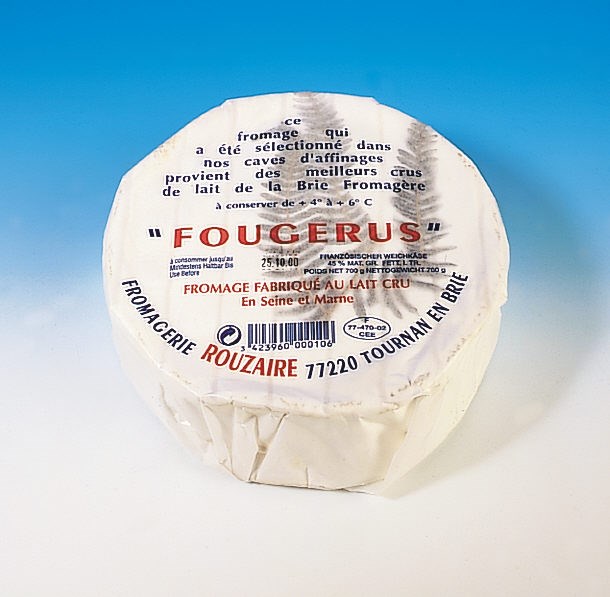 ce
fromage qui
a été sélectionné dans
nos caves d'affinages
provient des meilleurs crus
de lait de la Brie Fromagère
à conserver de + 4° à + 6° C
"FOUGERUS"
à consommer jusqu'au
Mindestens Haltbar Bis
Use Before
25.10.00
FRANZÖSISCHER WEICHKÄSE
45 % MAT. GR. FETT. I. TR.
POIDS NET 700 g NETTOGEWICHT 700 g
FROMAGE FABRIQUÉ AU LAIT CRU
En Seine et Marne
3 423960 000106
F
77-470-02
CEE
FROMAGERIE ROUZAIRE 77220 TOURNAN EN BRIE